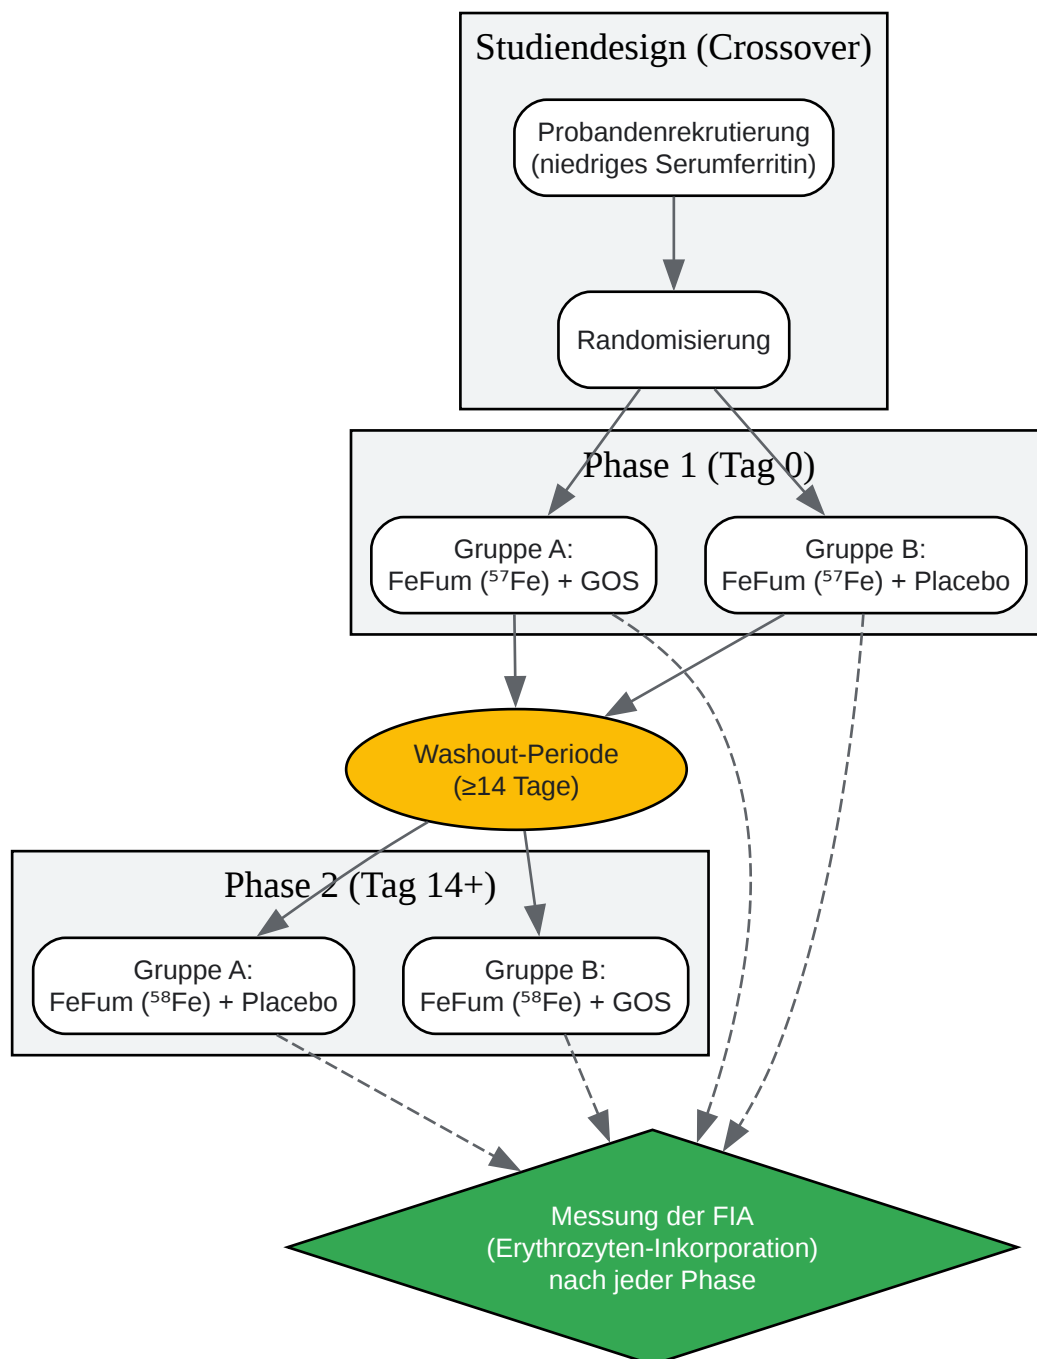 Studiendesign (Crossover)
Probandenrekrutierung
(niedriges Serumferritin)
Randomisierung
Phase 1 (Tag 0)
Gruppe A:
FeFum (⁵⁷Fe) + GOS
Gruppe B:
FeFum (⁵⁷Fe) + Placebo
Washout-Periode
(≥14 Tage)
Phase 2 (Tag 14+)
Gruppe A:
FeFum (⁵⁸Fe) + Placebo
Gruppe B:
FeFum (⁵⁸Fe) + GOS
Messung der FIA
(Erythrozyten-Inkorporation)
nach jeder Phase